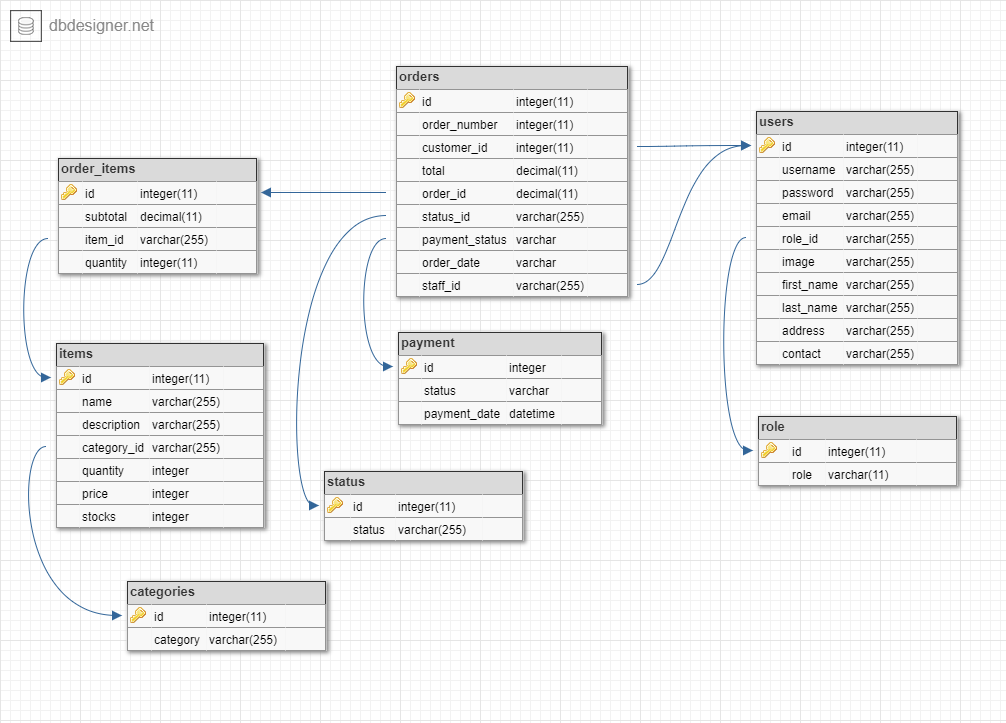 dbdesigner.net
orders
id integer(11)
order_number integer(11)
customer_id integer(11)
total decimal(11)
order_id decimal(11)
status_id varchar(255)
payment_status varchar
order_date varchar
staff_id varchar(255)
users
id integer(11)
username varchar(255)
password varchar(255)
email varchar(255)
role_id varchar(255)
image varchar(255)
first_name varchar(255)
last_name varchar(255)
address varchar(255)
contact varchar(255)
order_items
id integer(11)
subtotal decimal(11)
item_id varchar(255)
quantity integer(11)
items
id integer(11)
name varchar(255)
description varchar(255)
category_id varchar(255)
quantity integer
price integer
stocks integer
payment
id integer
status varchar
payment_date datetime
role
id integer(11)
role varchar(11)
status
id integer(11)
status varchar(255)
categories
id integer(11)
category varchar(255)